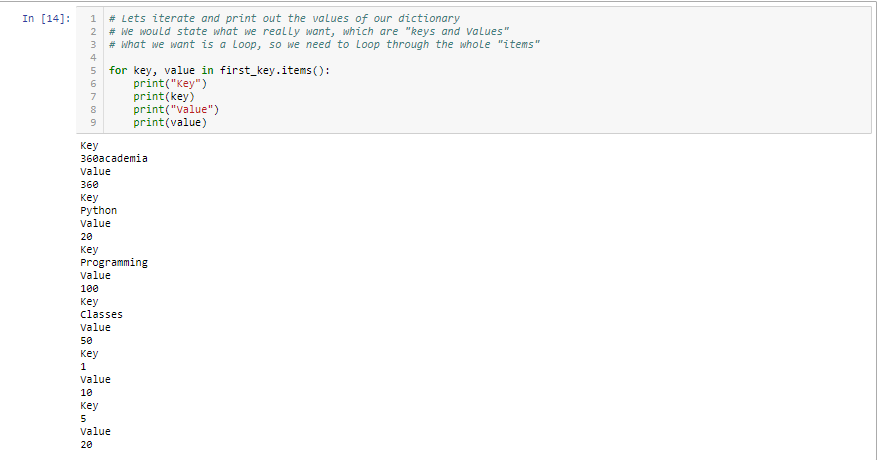 In [14]:
1 # Lets iterate and print out the values of our dictionary
2 # We would state what we really want, which are "keys and Values"
3 # What we want is a loop, so we need to loop through the whole "items"
4
5 for key, value in first_key.items():
6     print("Key")
7     print(key)
8     print("Value")
9     print(value)
Key
360academia
Value
360
Key
Python
Value
20
Key
Programming
Value
100
Key
Classes
Value
50
Key
1
Value
10
Key
5
Value
20